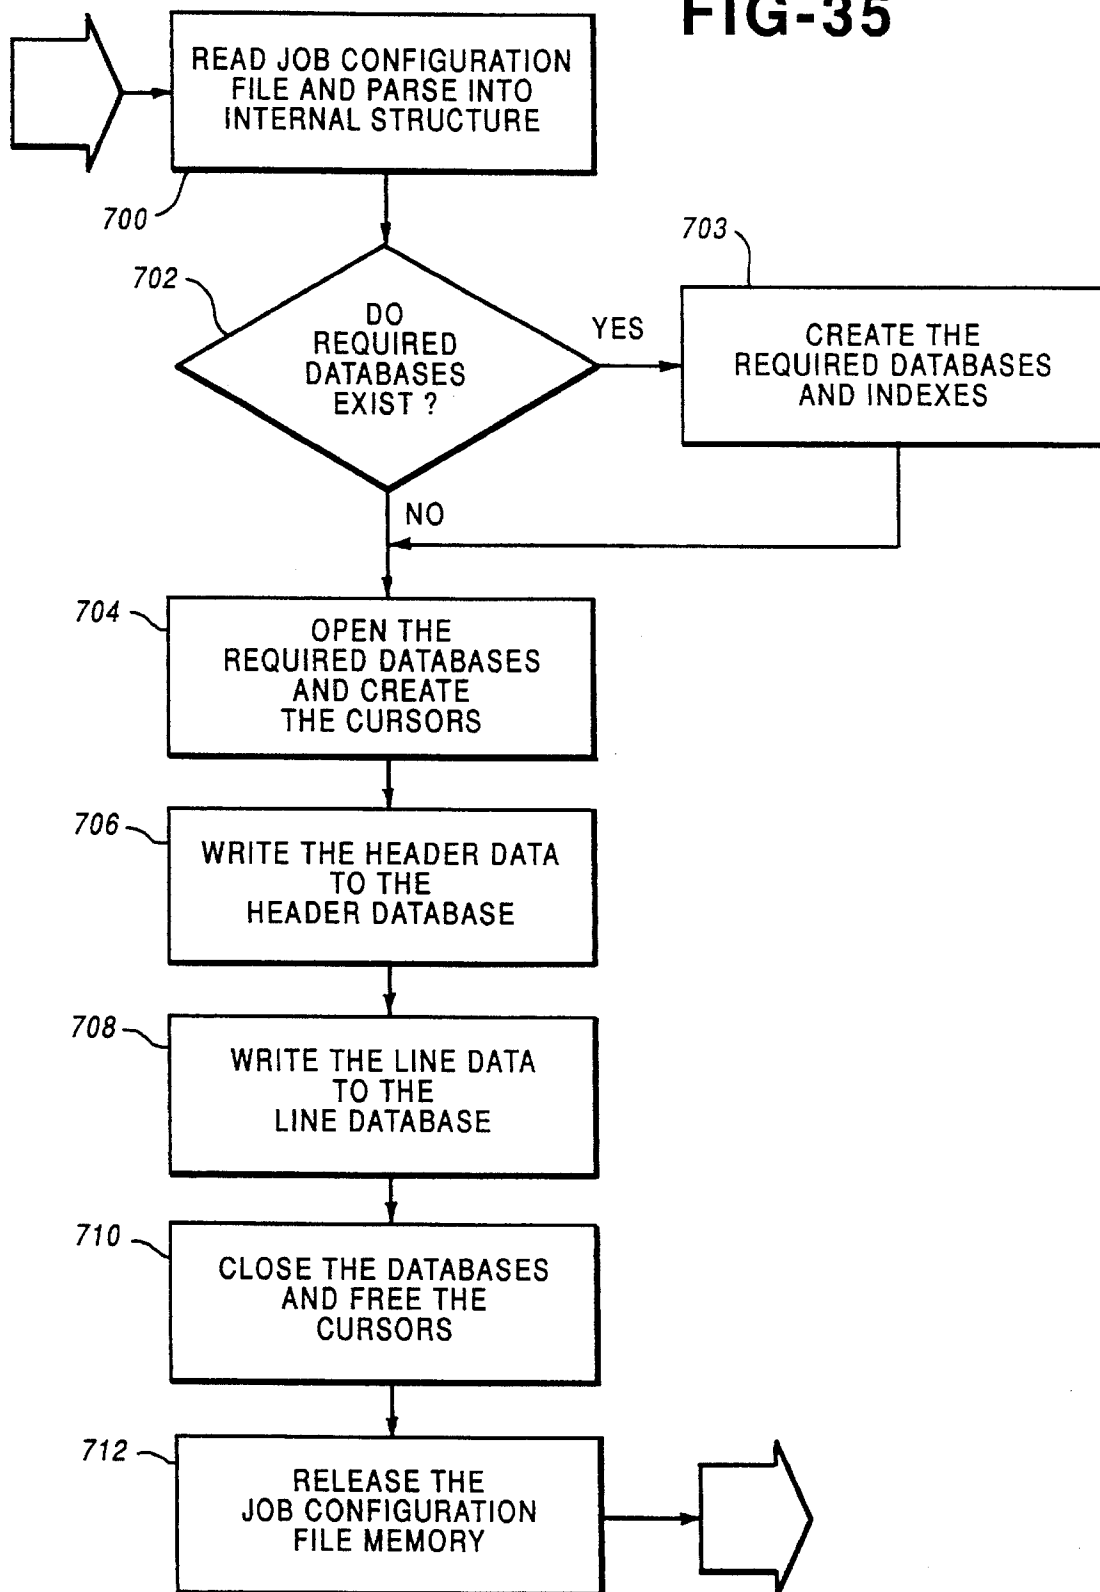 FIG-35
READ JOB CONFIGURATION
FILE AND PARSE INTO
INTERNAL STRUCTURE
700
702
DO
REQUIRED
DATABASES
EXIST ?
YES
703
CREATE THE
REQUIRED DATABASES
AND INDEXES
NO
704
OPEN THE
REQUIRED DATABASES
AND CREATE
THE CURSORS
706
WRITE THE HEADER DATA
TO THE
HEADER DATABASE
708
WRITE THE LINE DATA
TO THE
LINE DATABASE
710
CLOSE THE DATABASES
AND FREE THE
CURSORS
712
RELEASE THE
JOB CONFIGURATION
FILE MEMORY